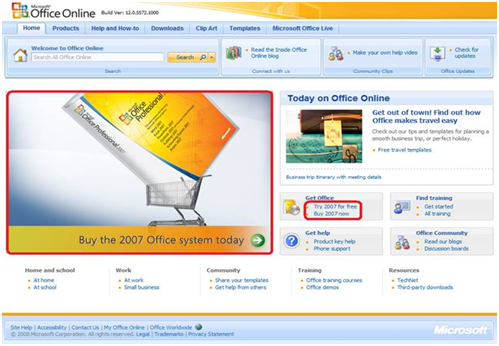 Microsoft
Office Online Build Ver: 12.0.5572.1000
Home Products Help and How-to Downloads Clip Art Templates Microsoft Office Live
Welcome to Office Online
Search All Office Online Search
Search
Read the Inside Office
Online blog
Connect with us
Make your own help video
Community Clips
Check for
updates
Office Updates
Office Professional 2007
Office Professional 2007
Buy the 2007 Office system today
Today on Office Online
Get out of town! Find out how
Office makes travel easy
Check out our tips and templates for planning a
smooth business trip, or perfect holiday.
Free travel templates
Business trip itinerary with meeting details
Get Office
Try 2007 for free
Buy 2007 now
Find training
Get started
All training
Get help
Product key help
Phone support
Office Community
Read our blogs
Discussion boards
Home and school
At home
At school
Work
At work
Small business
Community
Share your templates
Get help from others
Training
Office training courses
Office demos
Resources
TechNet
Third-party downloads
Site Help | Accessibility | Contact Us | My Office Online | Office Worldwide
© 2008 Microsoft Corporation. All rights reserved. Legal | Trademarks | Privacy Statement
Microsoft